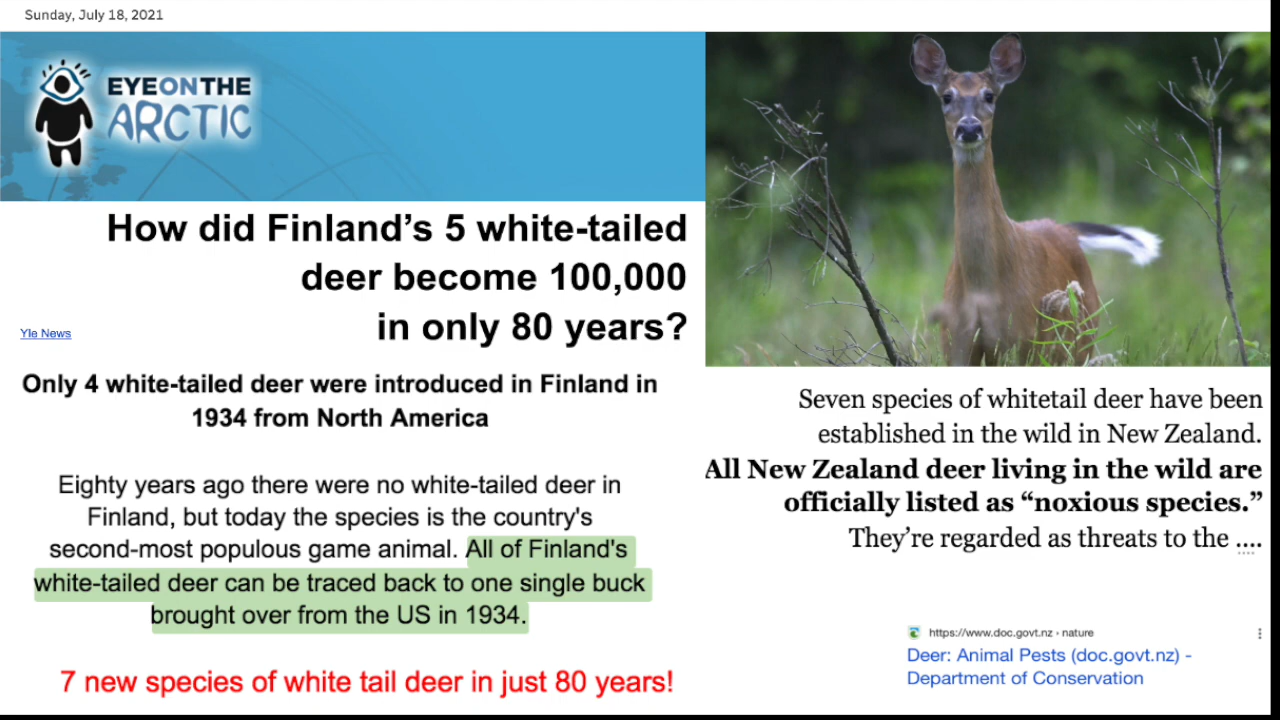 Sunday, July 18, 2021
EYE ON THE
ARCTIC
How did Finland's 5 white-tailed
deer become 100,000
in only 80 years?
Yle News
Only 4 white-tailed deer were introduced in Finland in
1934 from North America
Eighty years ago there were no white-tailed deer in
Finland, but today the species is the country's
second-most populous game animal. All of Finland's
white-tailed deer can be traced back to one single buck
brought over from the US in 1934.
7 new species of white tail deer in just 80 years!
Seven species of whitetail deer have been
established in the wild in New Zealand.
All New Zealand deer living in the wild are
officially listed as “noxious species.”
They’re regarded as threats to the ....
https://www.doc.govt.nz › nature
Deer: Animal Pests (doc.govt.nz) -
Department of Conservation